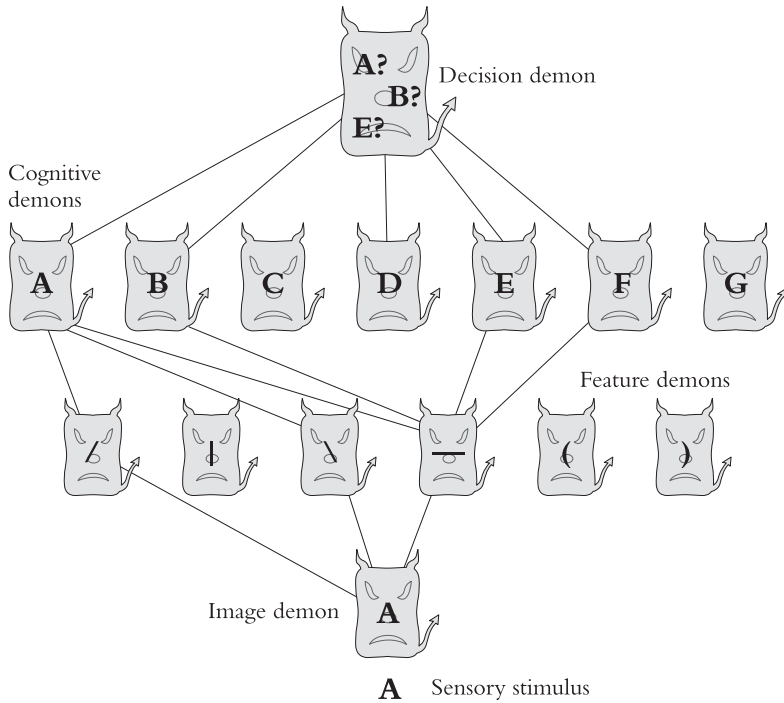 A?
Decision demon
B?
E?
Cognitive
demons
A B C D E F G
Feature demons
/ | \ — ( )
Image demon
A
A Sensory stimulus